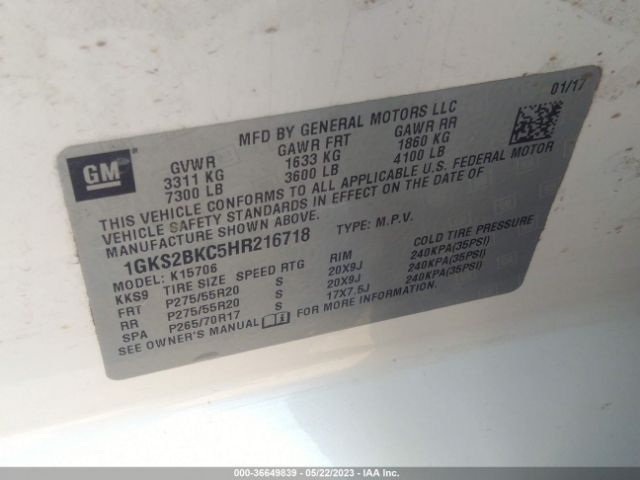 01/17
MFD BY GENERAL MOTORS LLC
GM
GVWR GAWR FRT GAWR RR
3311 KG 1633 KG 1860 KG
7300 LB 3600 LB 4100 LB
THIS VEHICLE CONFORMS TO ALL APPLICABLE U.S. FEDERAL MOTOR
VEHICLE SAFETY STANDARDS IN EFFECT ON THE DATE OF
MANUFACTURE SHOWN ABOVE.
1GKS2BKC5HR216718 TYPE: M.P.V.
MODEL: K15706
KKS9 TIRE SIZE SPEED RTG RIM COLD TIRE PRESSURE
FRT P275/55R20 S 20X9J 240KPA(35PSI)
RR P275/55R20 S 20X9J 240KPA(35PSI)
SPA P265/70R17 S 17X7.5J 240KPA(35PSI)
SEE OWNER'S MANUAL
000-36649839 - 05/22/2023 - IAA Inc.